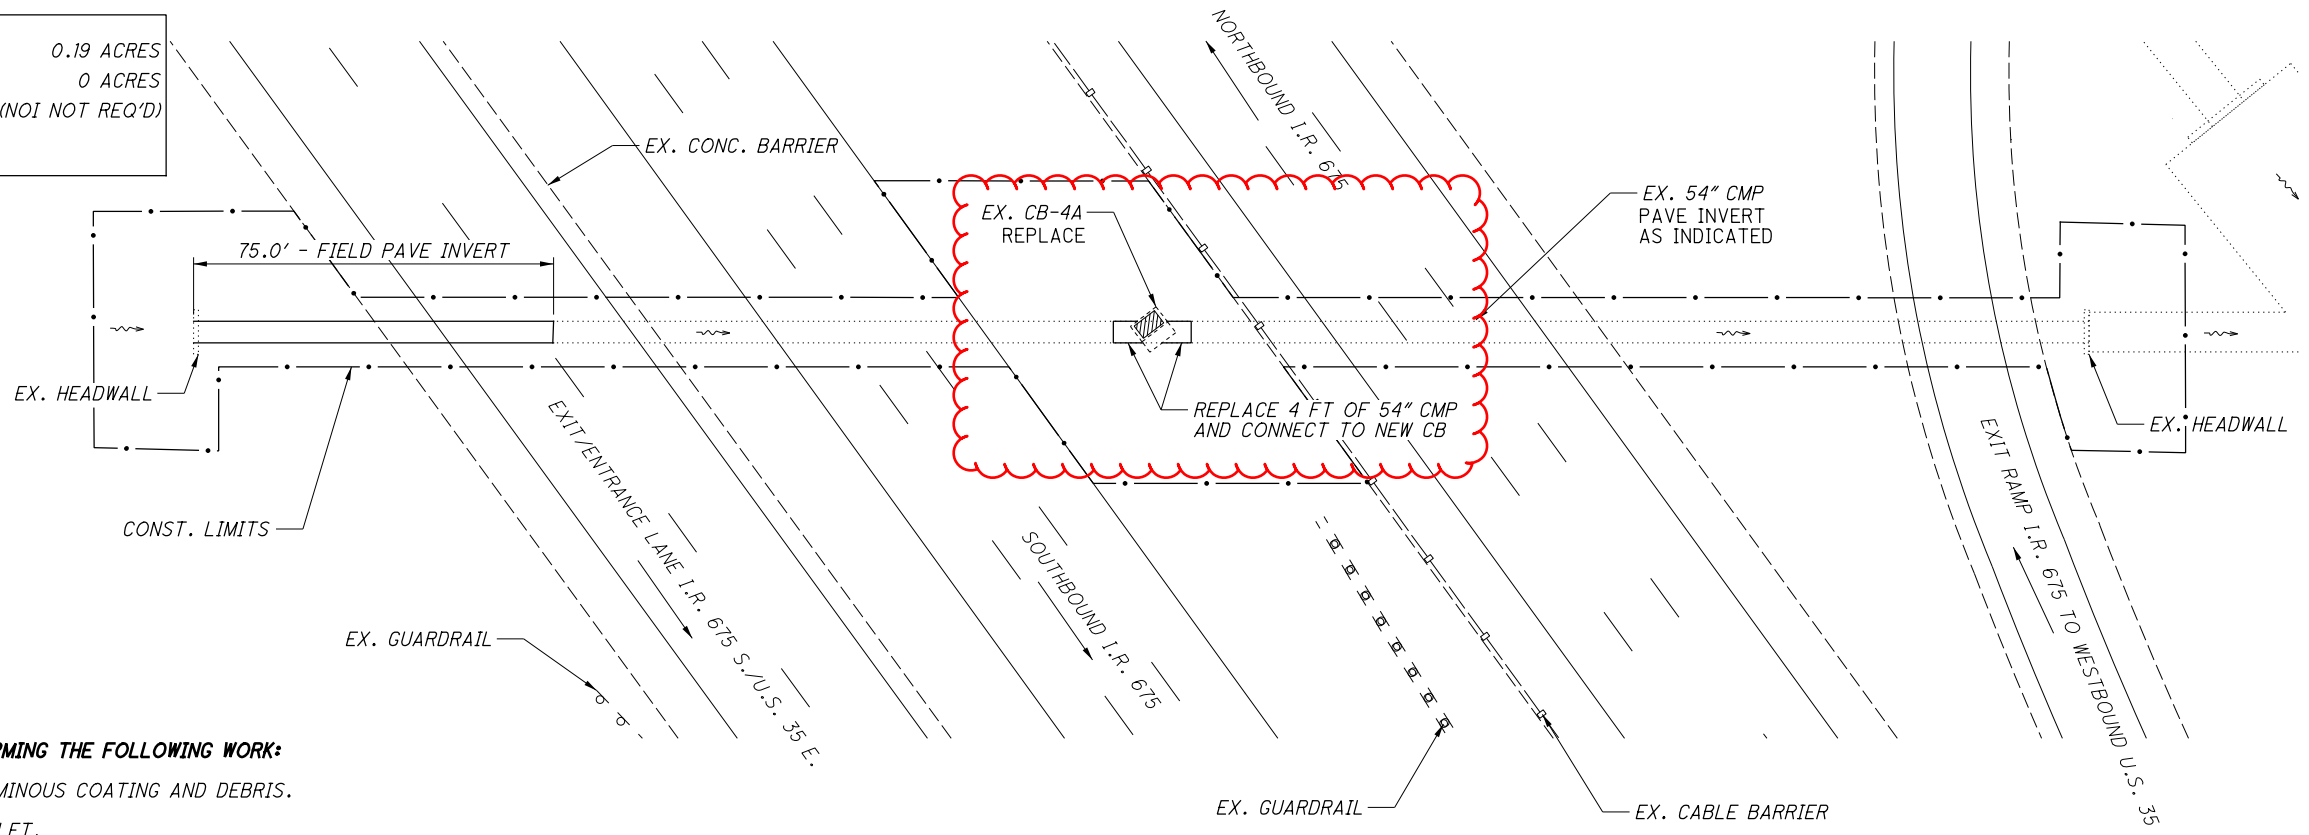 0.19 ACRES
0 ACRES
(NOI NOT REQ'D)
NORTHBOUND I.R. 675
EX. CONC. BARRIER
EX. 54" CMP
PAVE INVERT
AS INDICATED
EX. CB-4A
REPLACE
75.0' - FIELD PAVE INVERT
EX. HEADWALL
REPLACE 4 FT OF 54" CMP
AND CONNECT TO NEW CB
EX. HEADWALL
EXIT/ENTRANCE LANE I.R. 675 S./U.S. 35 E.
SOUTHBOUND I.R. 675
EXIT RAMP I.R. 675 TO WESTBOUND U.S. 35
CONST. LIMITS
EX. GUARDRAIL
RMING THE FOLLOWING WORK:
MINOUS COATING AND DEBRIS.
EX. GUARDRAIL
EX. CABLE BARRIER